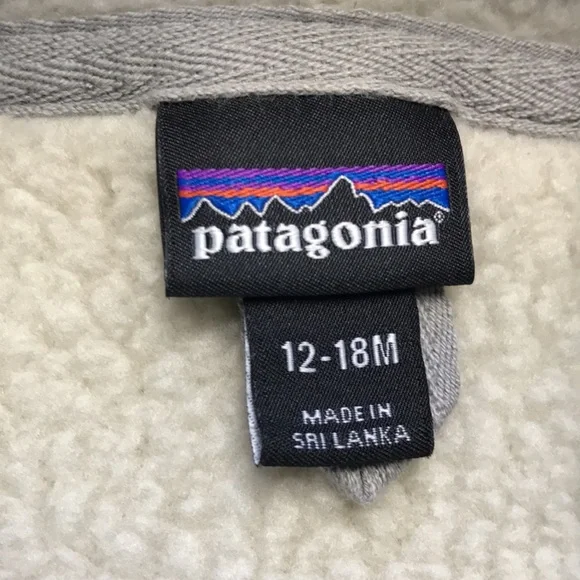 patagonia®
12-18M
MADE IN
SRI LANKA